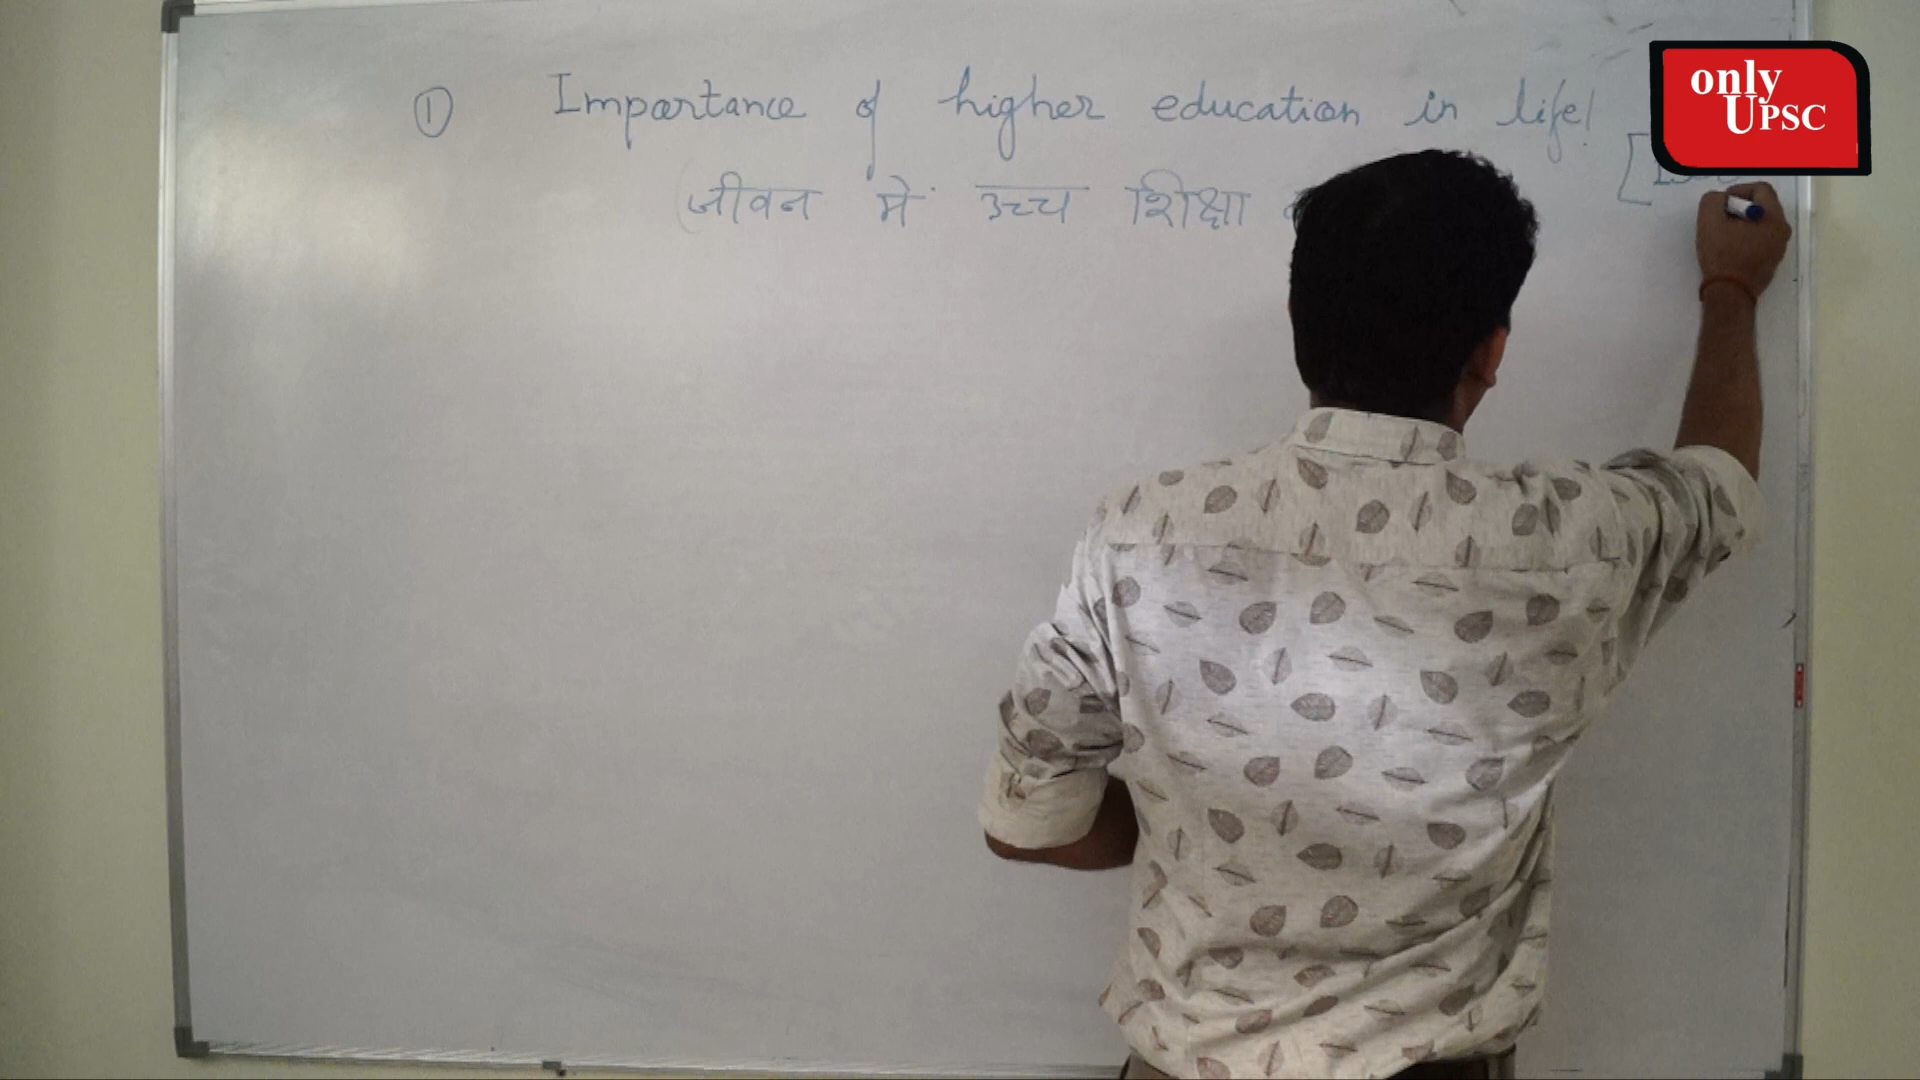 ① Importance of higher education in life!
(जीवन में उच्च शिक्षा
only
UPSC